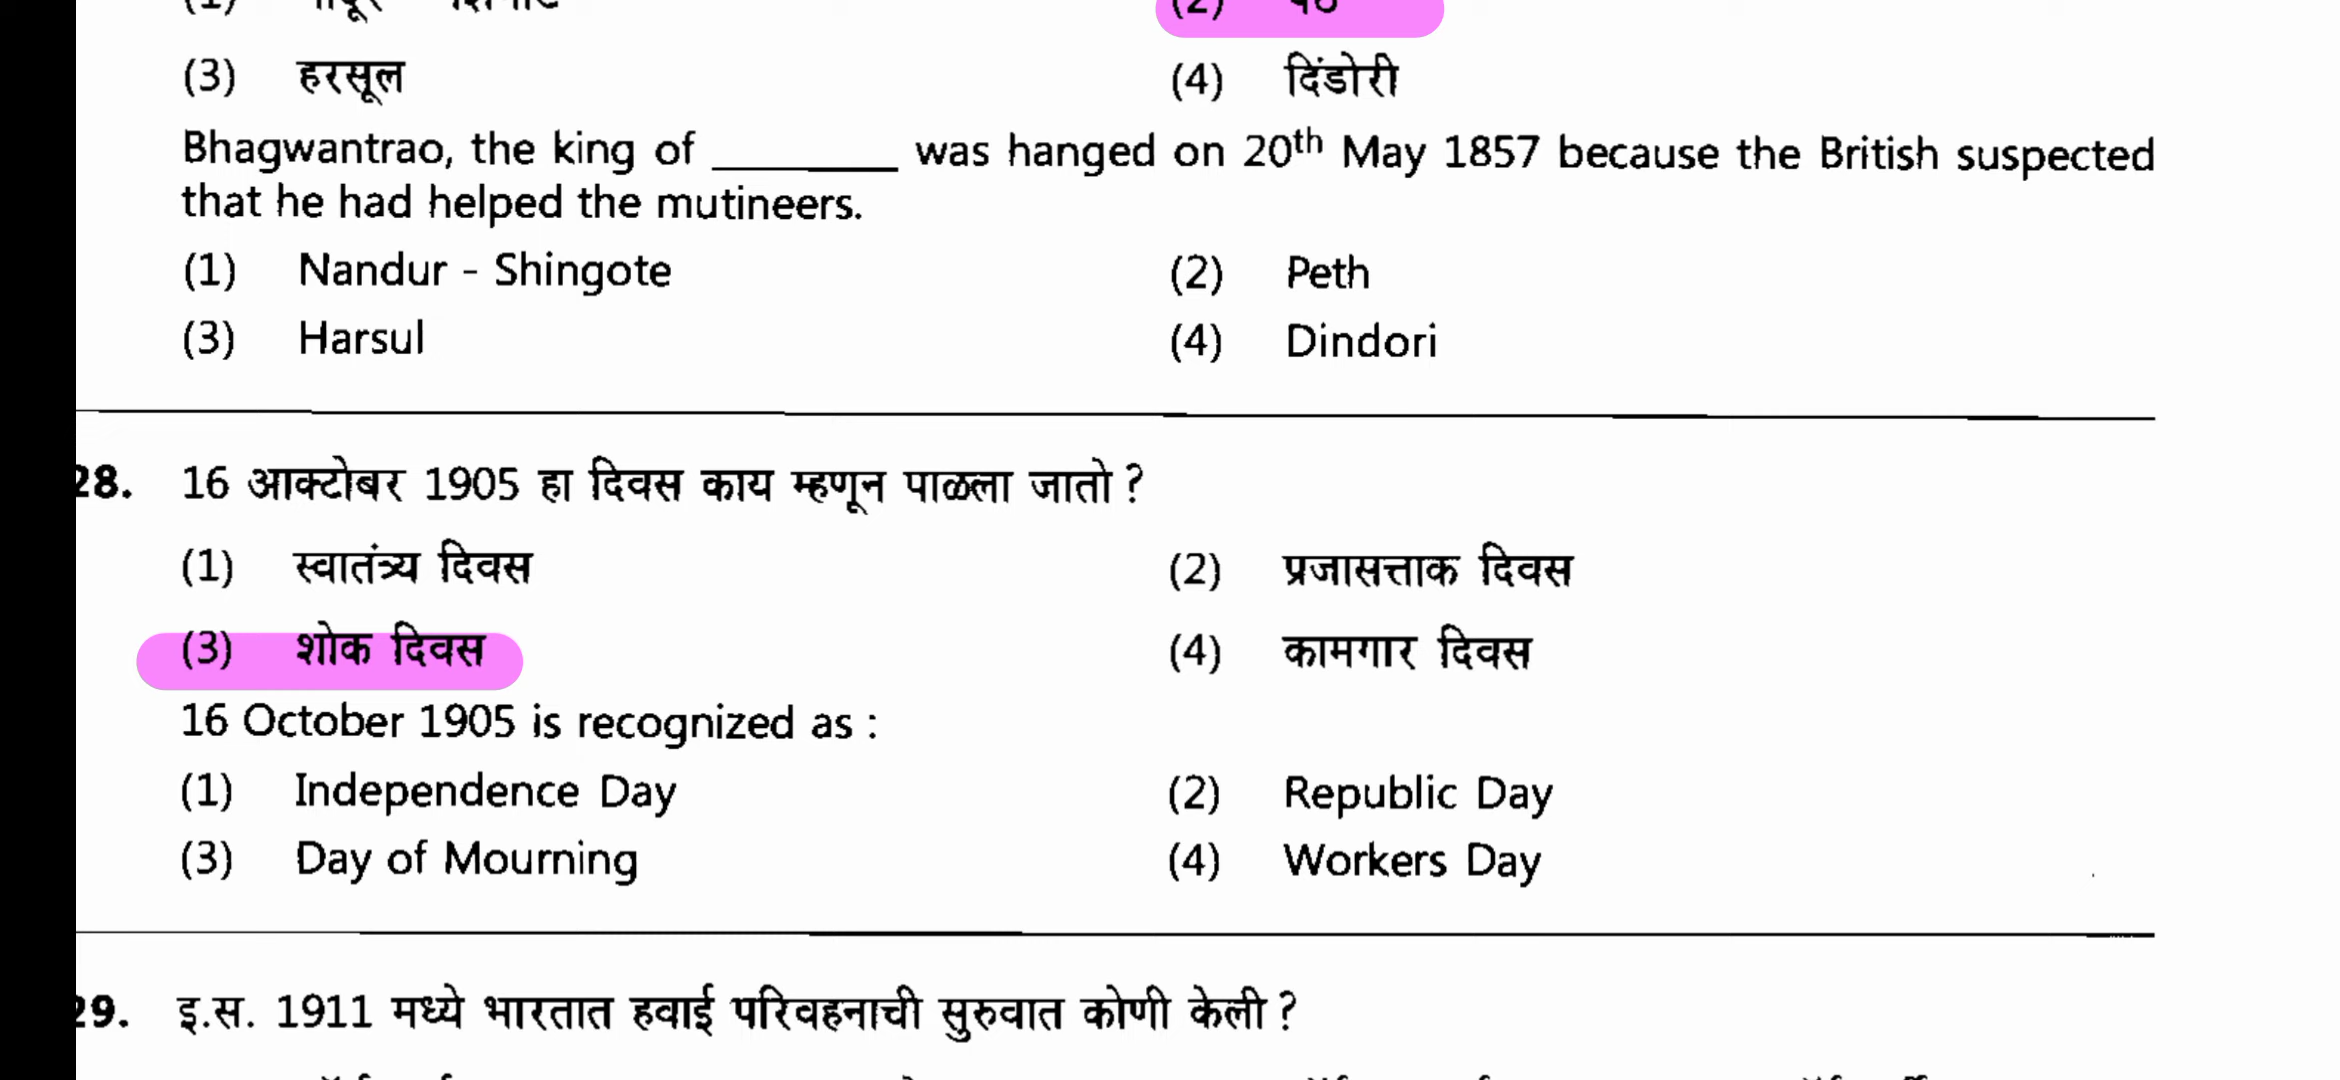 (3) हरसूल (4) दिंडोरी
Bhagwantrao, the king of ________ was hanged on 20th May 1857 because the British suspected
that he had helped the mutineers.
(1) Nandur - Shingote (2) Peth
(3) Harsul (4) Dindori
28. 16 आक्टोबर 1905 हा दिवस काय म्हणून पाळला जातो ?
(1) स्वातंत्र्य दिवस (2) प्रजासत्ताक दिवस
(3) शोक दिवस (4) कामगार दिवस
16 October 1905 is recognized as :
(1) Independence Day (2) Republic Day
(3) Day of Mourning (4) Workers Day
29. इ.स. 1911 मध्ये भारतात हवाई परिवहनाची सुरुवात कोणी केली ?